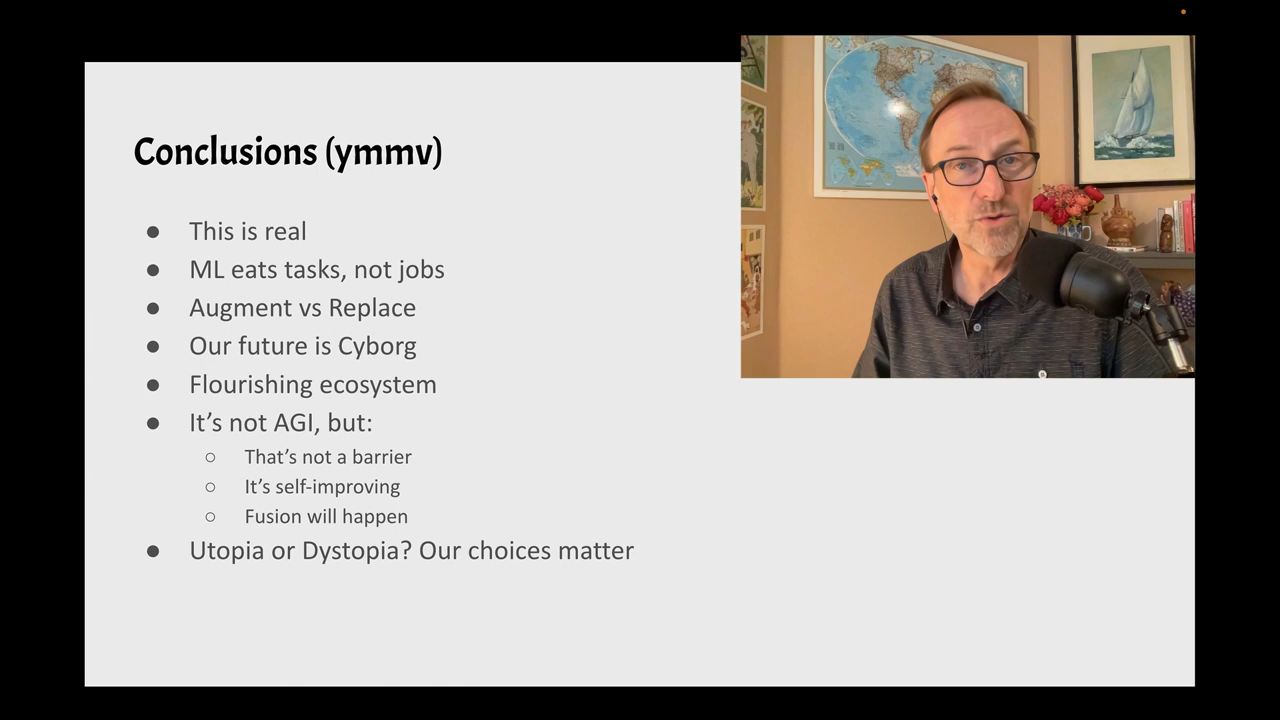 Conclusions (ymmv)
● This is real
● ML eats tasks, not jobs
● Augment vs Replace
● Our future is Cyborg
● Flourishing ecosystem
● It’s not AGI, but:
○ That’s not a barrier
○ It’s self-improving
○ Fusion will happen
● Utopia or Dystopia? Our choices matter